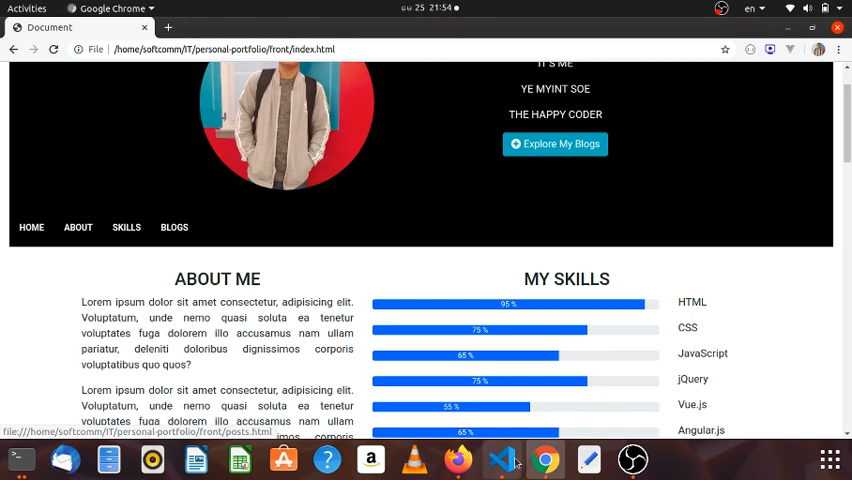 Activities
Google Chrome
မေ 25 21:54
en
Document
File
/home/softcomm/IT/personal-portfolio/front/index.html
IT'S ME
YE MYINT SOE
THE HAPPY CODER
Explore My Blogs
HOME
ABOUT
SKILLS
BLOGS
ABOUT ME
Lorem ipsum dolor sit amet consectetur, adipisicing elit.
Voluptatum, unde nemo quasi soluta ea tenetur
voluptates fuga dolorem illo accusamus nam ullam
pariatur, deleniti doloribus dignissimos corporis
voluptatibus quo quos?
Lorem ipsum dolor sit amet consectetur, adipisicing elit.
Voluptatum, unde nemo quasi soluta ea tenetur
voluptates fuga dolorem illo accusamus nam ullam
imos corporis
MY SKILLS
95 %
HTML
75 %
CSS
65 %
JavaScript
75 %
jQuery
55 %
Vue.js
65 %
Angular.js
file:///home/softcomm/IT/personal-portfolio/front/posts.html